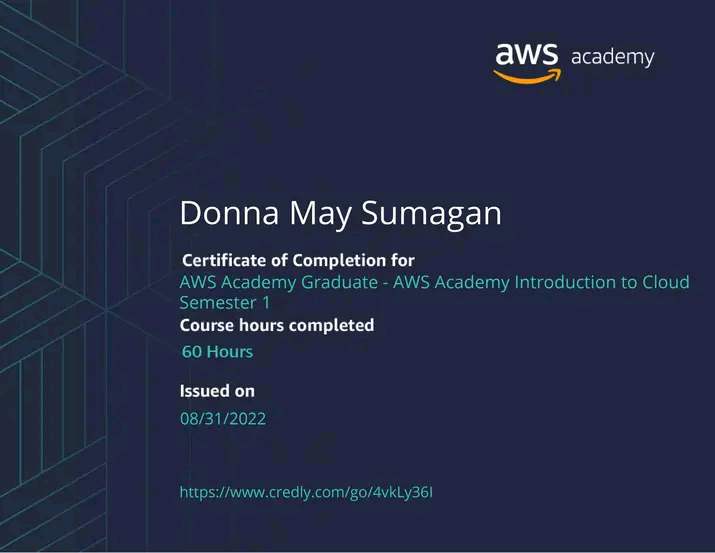 aws academy
Donna May Sumagan
Certificate of Completion for
AWS Academy Graduate - AWS Academy Introduction to Cloud
Semester 1
Course hours completed
60 Hours
Issued on
08/31/2022
https://www.credly.com/go/4vkLy36I